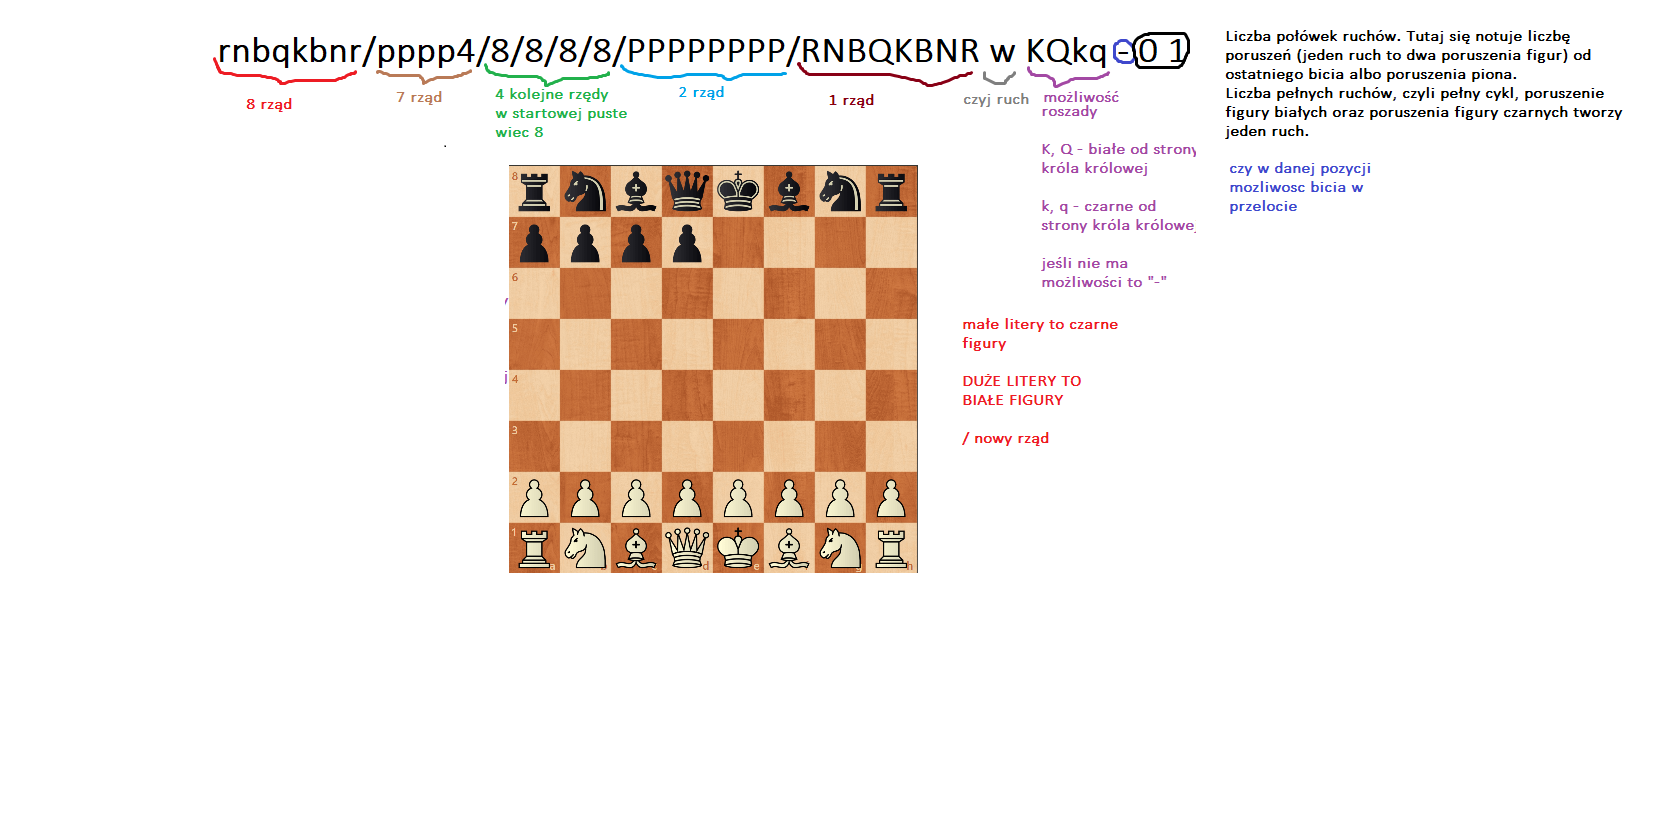 rnbqkbnr/pppp4/8/8/8/8/PPPPPPPP/RNBQKBNR w KQkq - 0 1
8 rząd
7 rząd
4 kolejne rzędy
w startowej puste
wiec 8
2 rząd
1 rząd
czyj ruch
możliwość
roszady
K, Q - białe od strony
króla królowej
k, q - czarne od
strony króla królowej
jeśli nie ma
możliwości to "-"
Liczba połówek ruchów. Tutaj się notuje liczbę
poruszeń (jeden ruch to dwa poruszenia figur) od
ostatniego bicia albo poruszenia piona.
Liczba pełnych ruchów, czyli pełny cykl, poruszenie
figury białych oraz poruszenia figury czarnych tworzy
jeden ruch.
czy w danej pozycji
mozliwosc bicia w
przelocie
małe litery to czarne
figury
DUŻE LITERY TO
BIAŁE FIGURY
/ nowy rząd
8
7
6
5
4
3
2
1
a
d
e
g
h